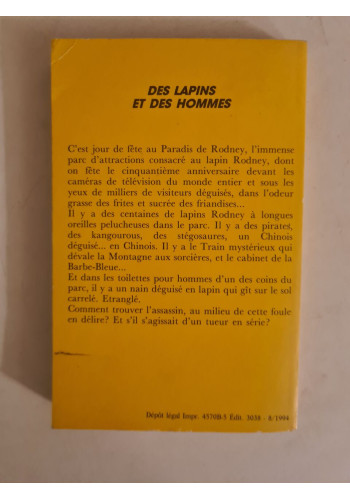 DES LAPINS
ET DES HOMMES
C'est jour de fête au Paradis de Rodney, l'immense
parc d'attractions consacré au lapin Rodney, dont
on fête le cinquantième anniversaire devant les
caméras de télévision du monde entier et sous les
yeux de milliers de visiteurs déguisés, dans l'odeur
grasse des frites et sucrée des friandises...
Il y a des centaines de lapins Rodney à longues
oreilles pelucheuses dans le parc. Il y a des pirates,
des kangourous, des stégosaures, un Chinois
déguisé... en Chinois. Il y a le Train mystérieux qui
dévale la Montagne aux sorcières, et le cabinet de la
Barbe-Bleue...
Et dans les toilettes pour hommes d'un des coins du
parc, il y a un nain déguisé en lapin qui gît sur le sol
carrelé. Etranglé.
Comment trouver l'assassin, au milieu de cette foule
en délire? Et s'il s'agissait d'un tueur en série?
Dépôt légal Impr. 4570B-5 Édit. 3058 - 6/1994